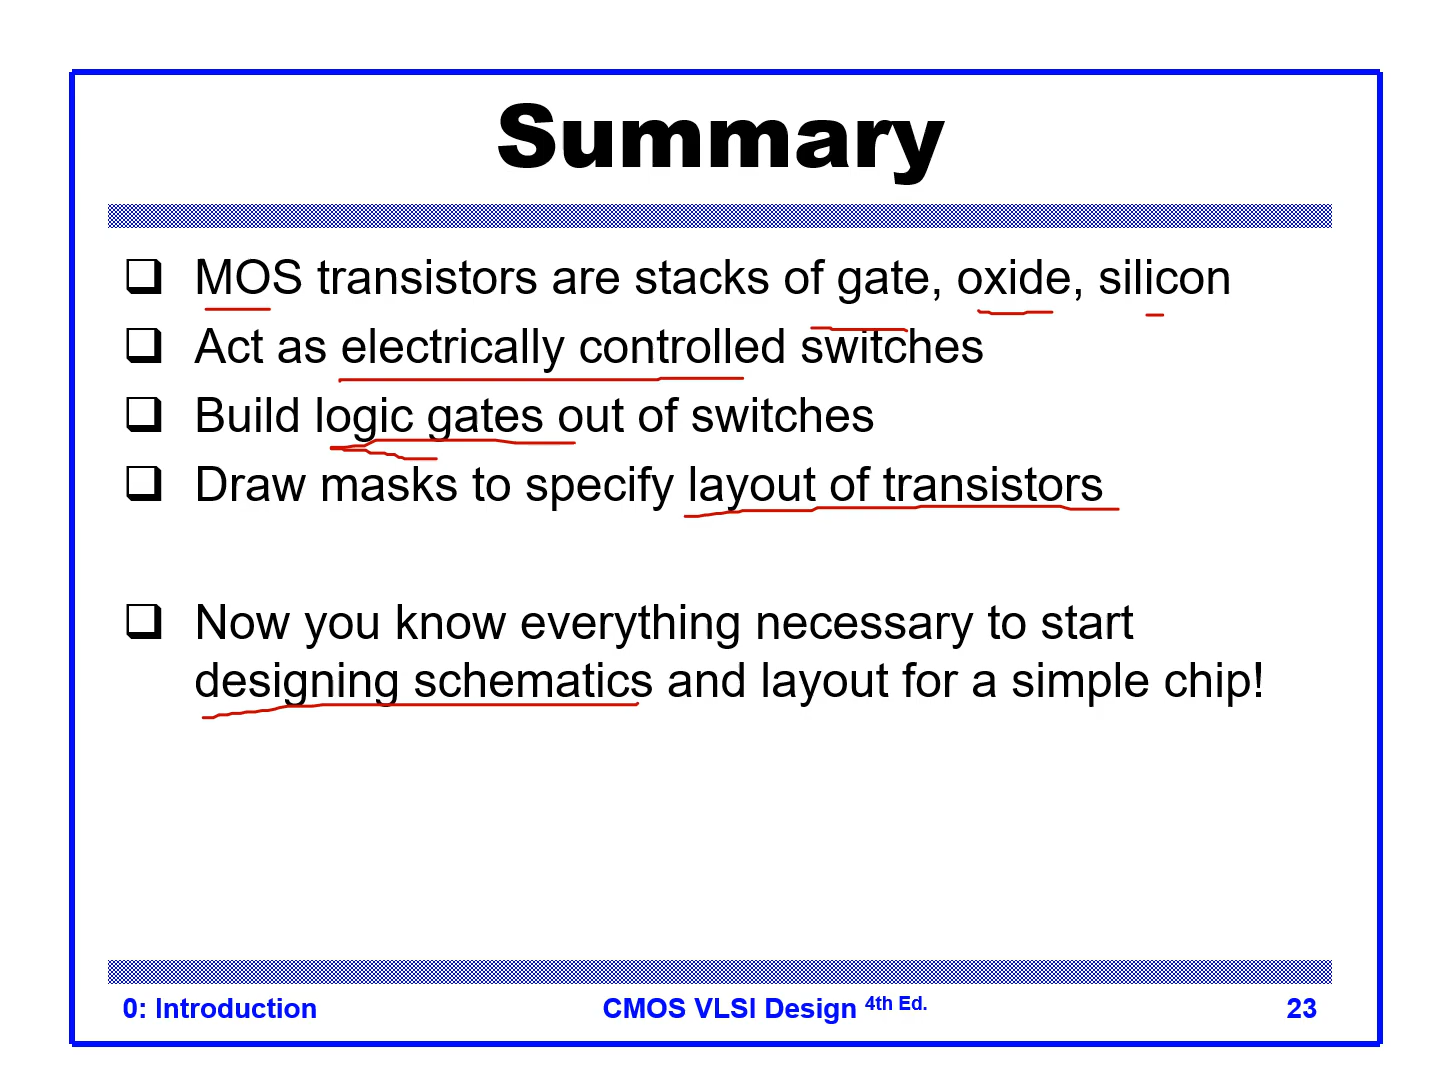 Summary
❑ MOS transistors are stacks of gate, oxide, silicon
❑ Act as electrically controlled switches
❑ Build logic gates out of switches
❑ Draw masks to specify layout of transistors
❑ Now you know everything necessary to start
designing schematics and layout for a simple chip!
0: Introduction CMOS VLSI Design 4th Ed. 23